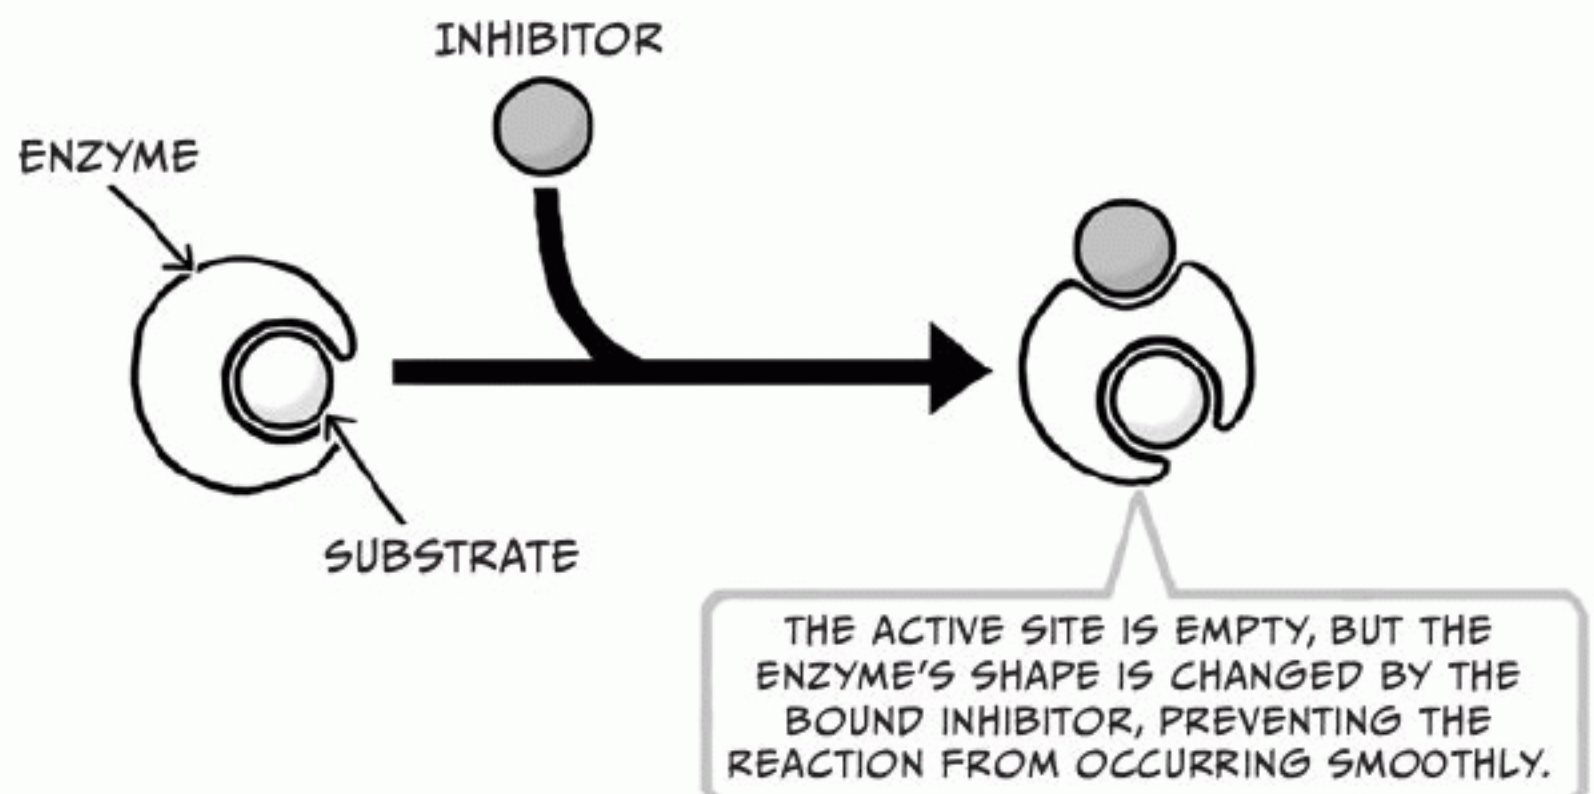 INHIBITOR
ENZYME
SUBSTRATE
THE ACTIVE SITE IS EMPTY, BUT THE
ENZYME'S SHAPE IS CHANGED BY THE
BOUND INHIBITOR, PREVENTING THE
REACTION FROM OCCURRING SMOOTHLY.